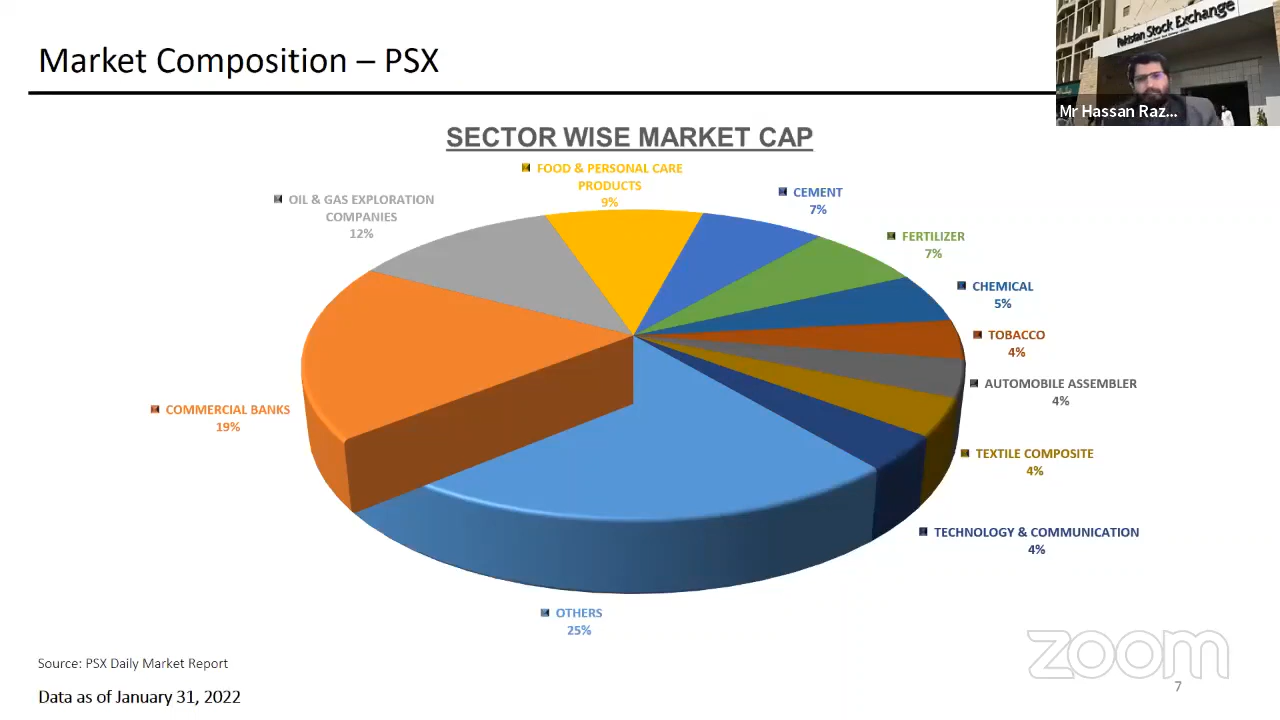 Market Composition – PSX
Pakistan Stock Exchange
Mr Hassan Raz...
SECTOR WISE MARKET CAP
FOOD & PERSONAL CARE
PRODUCTS
9%
OIL & GAS EXPLORATION
COMPANIES
12%
CEMENT
7%
FERTILIZER
7%
CHEMICAL
5%
TOBACCO
4%
AUTOMOBILE ASSEMBLER
4%
COMMERCIAL BANKS
19%
TEXTILE COMPOSITE
4%
TECHNOLOGY & COMMUNICATION
4%
OTHERS
25%
Source: PSX Daily Market Report
Data as of January 31, 2022
zoom
7